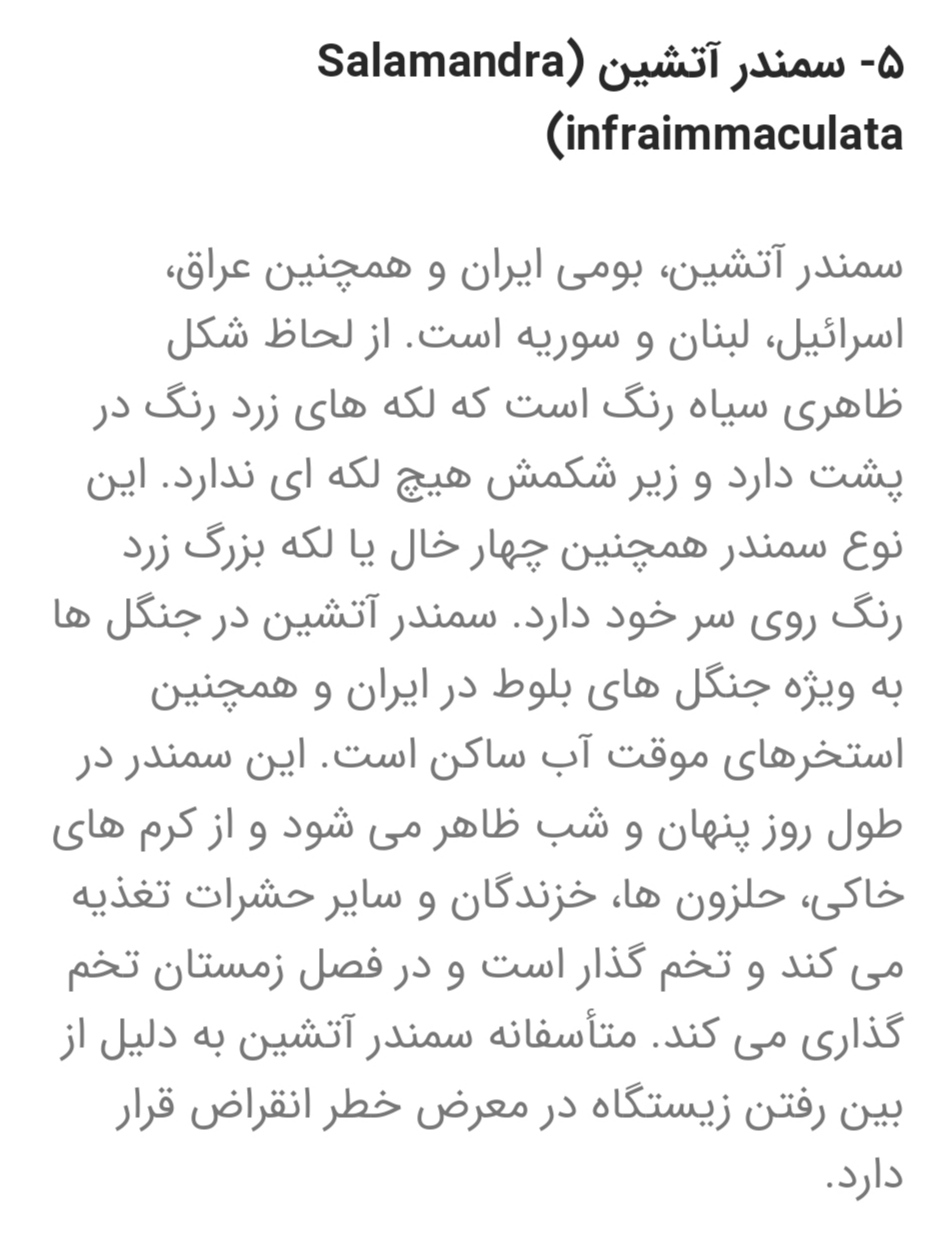 ۵- سمندر آتشین (Salamandra
infraimmaculata)
سمندر آتشین، بومی ایران و همچنین عراق،
اسرائیل، لبنان و سوریه است. از لحاظ شکل
ظاهری سیاه رنگ است که لکه های زرد رنگ در
پشت دارد و زیر شکمش هیچ لکه ای ندارد. این
نوع سمندر همچنین چهار خال یا لکه بزرگ زرد
رنگ روی سر خود دارد. سمندر آتشین در جنگل ها
به ویژه جنگل های بلوط در ایران و همچنین
استخرهای موقت آب ساکن است. این سمندر در
طول روز پنهان و شب ظاهر می شود و از کرم های
خاکی، حلزون ها، خزندگان و سایر حشرات تغذیه
می کند و تخم گذار است و در فصل زمستان تخم
گذاری می کند. متأسفانه سمندر آتشین به دلیل از
بین رفتن زیستگاه در معرض خطر انقراض قرار
دارد.